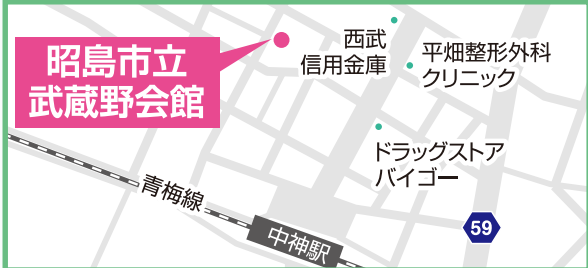 昭島市立
武蔵野会館
西武
信用金庫
平畑整形外科
クリニック
ドラッグストア
バイゴー
青梅線
中神駅
59